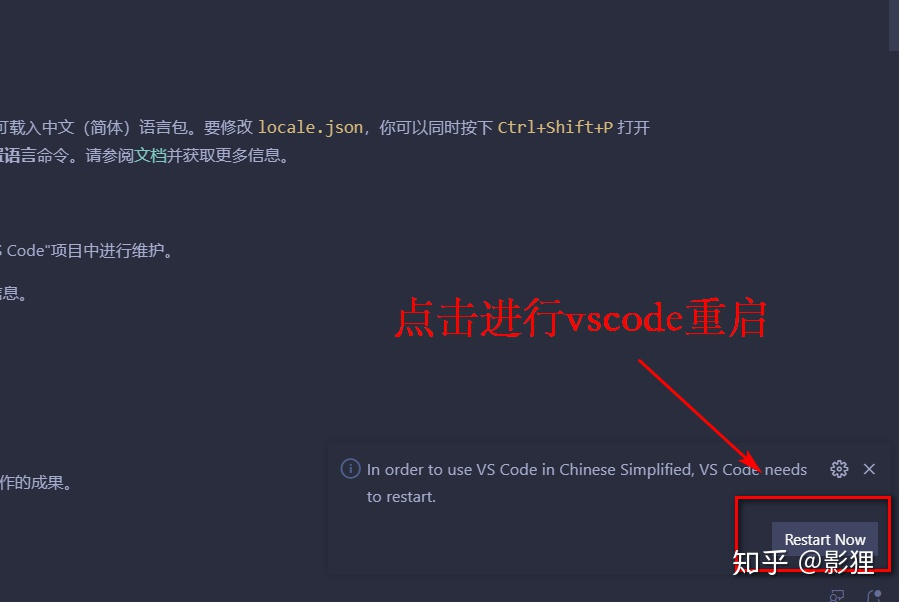 可载入中文（简体）语言包。要修改 locale.json，你可以同时按下 Ctrl+Shift+P 打开
语言命令。请参阅文档并获取更多信息。
Code"项目中进行维护。
息。
点击进行vscode重启
In order to use VS Code in Chinese Simplified, VS Code needs
to restart.
作的成果。
Restart Now
知乎 @影狸